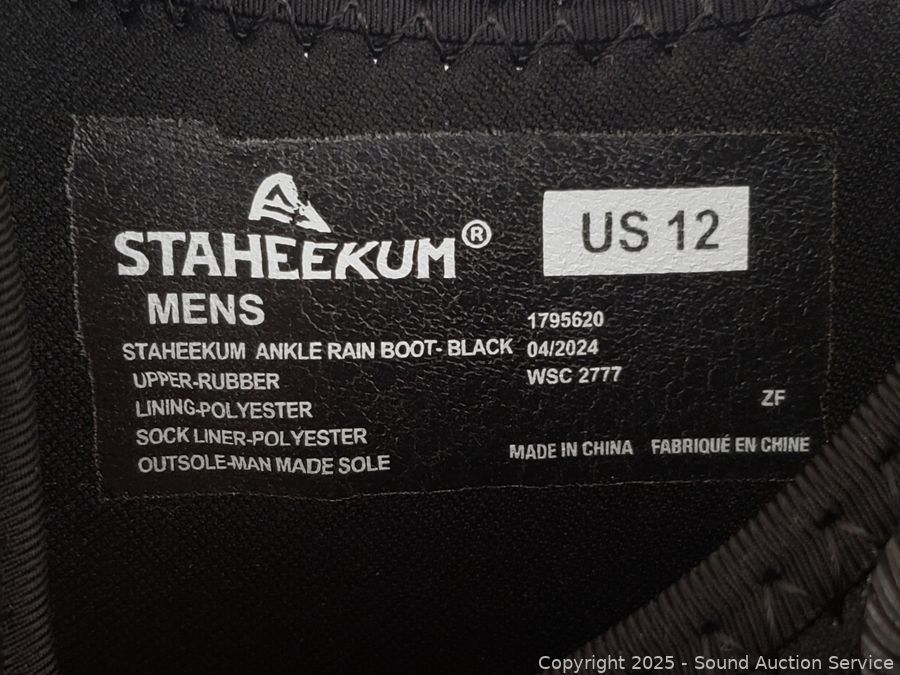 STAHEEKUM®
MENS
STAHEEKUM ANKLE RAIN BOOT- BLACK
UPPER-RUBBER
LINING-POLYESTER
SOCK LINER-POLYESTER
OUTSOLE-MAN MADE SOLE
US 12
1795620
04/2024
WSC 2777
ZF
MADE IN CHINA FABRIQUÉ EN CHINE
Copyright 2025 - Sound Auction Service